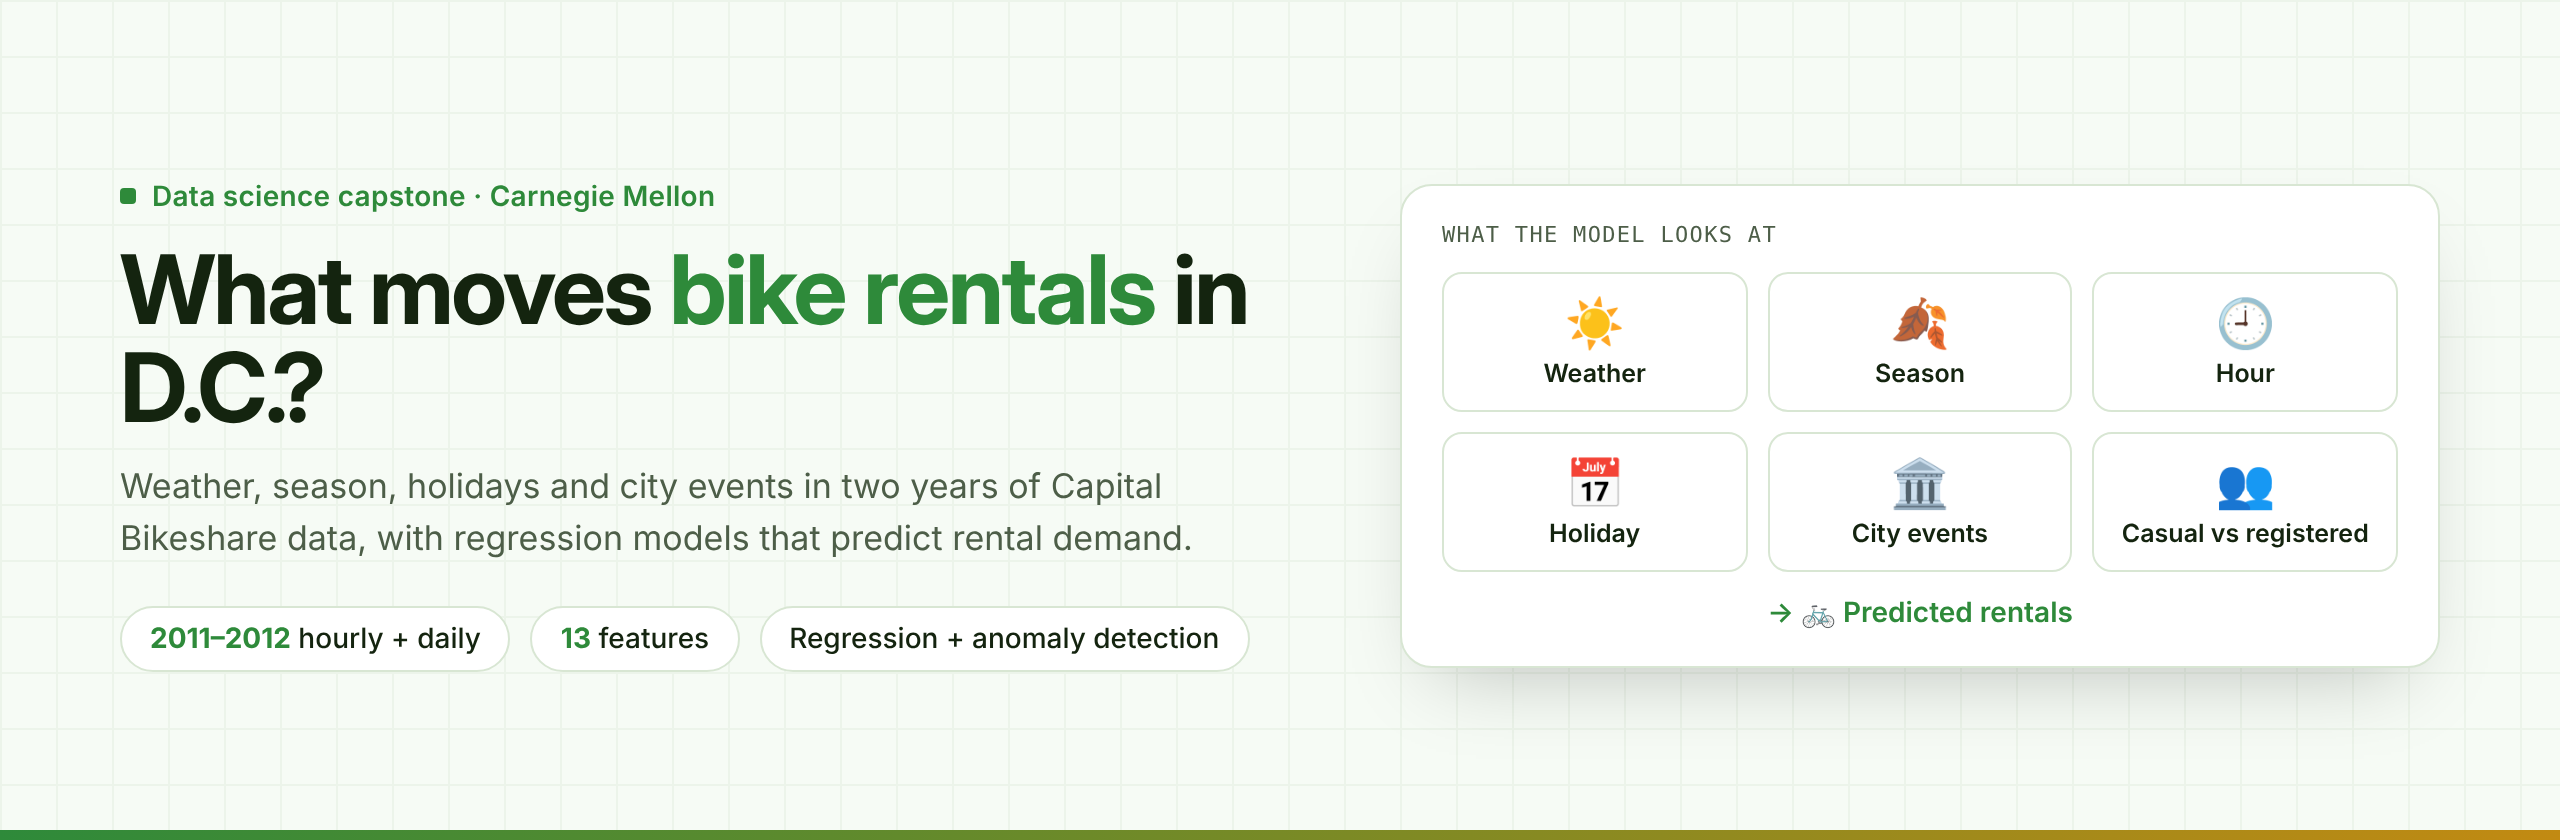 Data science capstone · Carnegie Mellon
What moves bike rentals in
D.C.?
Weather, season, holidays and city events in two years of Capital
Bikeshare data, with regression models that predict rental demand.
2011–2012 hourly + daily
13 features
Regression + anomaly detection
WHAT THE MODEL LOOKS AT
Weather
Season
Hour
July
17
Holiday
City events
Casual vs registered
→ 🚲 Predicted rentals